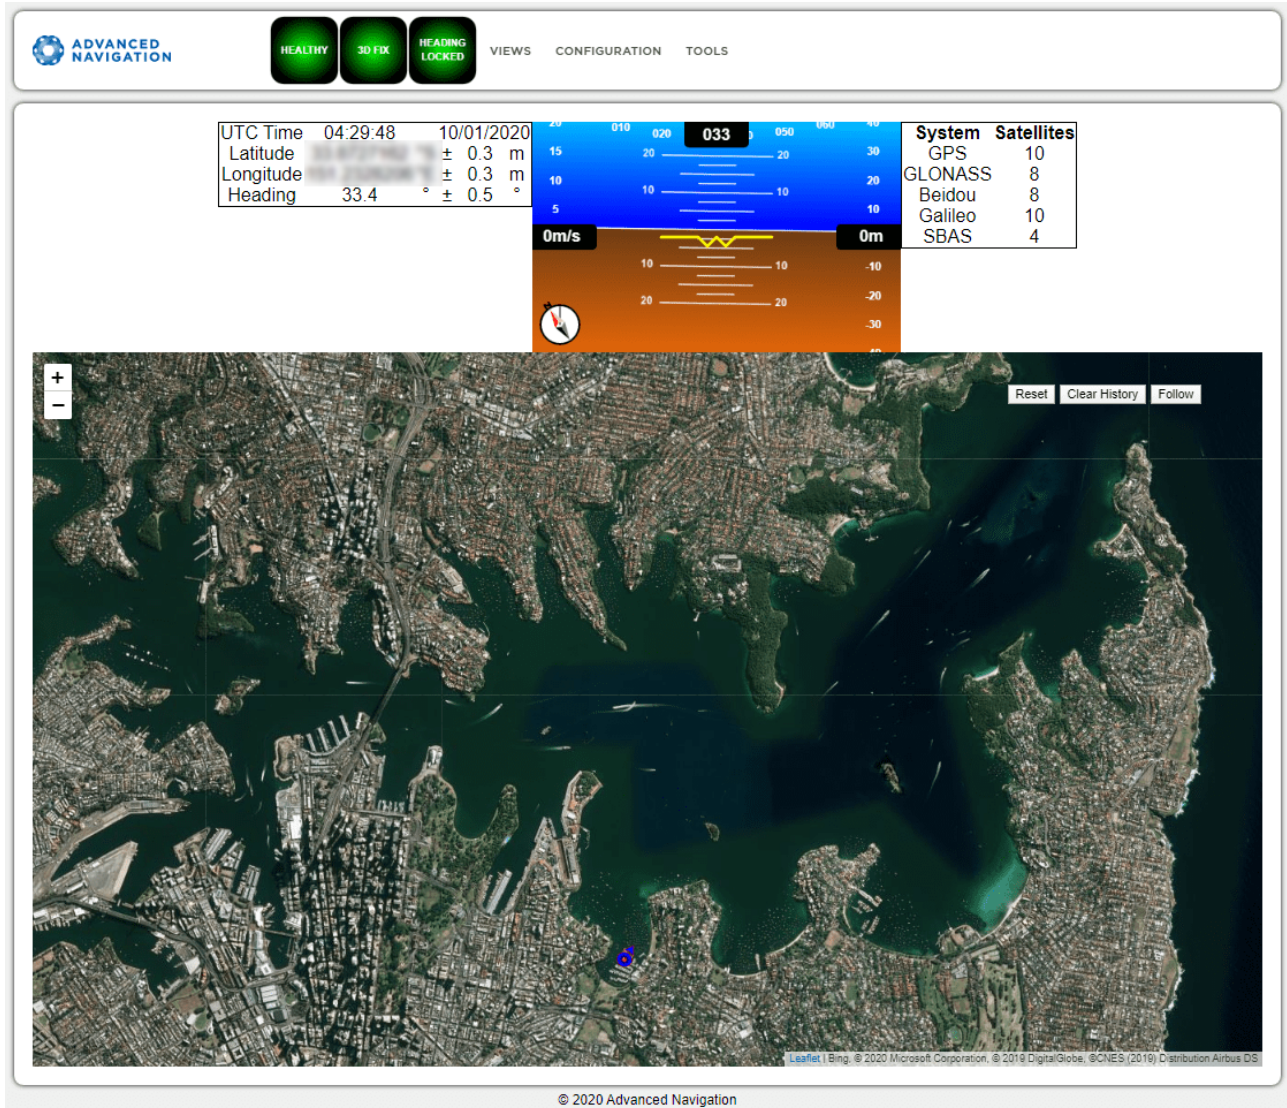 ADVANCED
NAVIGATION
HEALTHY
3D FIX
HEADING
LOCKED
VIEWS CONFIGURATION TOOLS
UTC Time 04:29:48 10/01/2020
Latitude ± 0.3 m
Longitude ± 0.3 m
Heading 33.4 ° ± 0.5 °
20 010 020 033 050 060 40
15 20 20 30
10 10 10 20
5 10
0m/s 0m
10 10 -10
20 20 -20
-30
N
System Satellites
GPS 10
GLONASS 8
Beidou 8
Galileo 10
SBAS 4
+
−
Reset Clear History Follow
Leaflet | Bing, © 2020 Microsoft Corporation, © 2019 DigitalGlobe, ©CNES (2019) Distribution Airbus DS
© 2020 Advanced Navigation